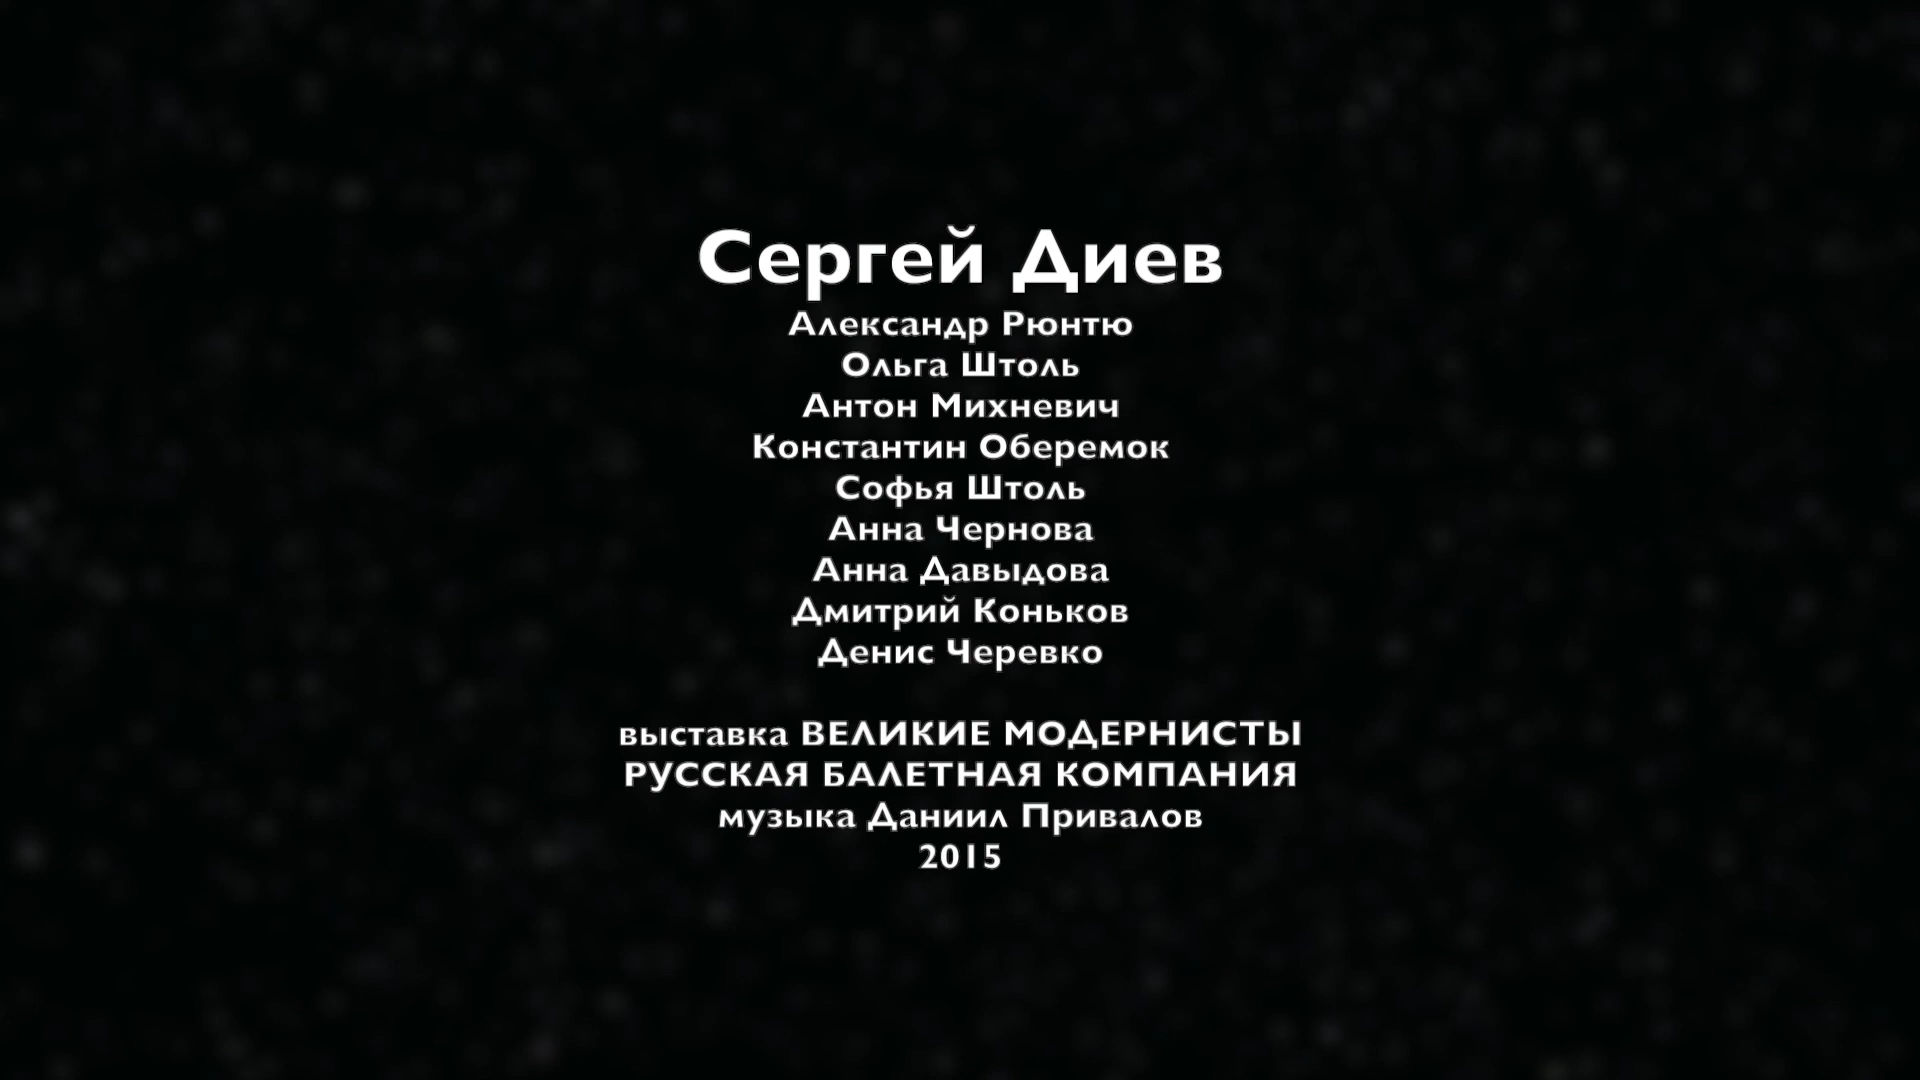 Сергей Диев
Александр Рюнтю
Ольга Штоль
Антон Михневич
Константин Оберемок
Софья Штоль
Анна Чернова
Анна Давыдова
Дмитрий Коньков
Денис Черевко
выставка ВЕЛИКИЕ МОДЕРНИСТЫ
РУССКАЯ БАЛЕТНАЯ КОМПАНИЯ
музыка Даниил Привалов
2015